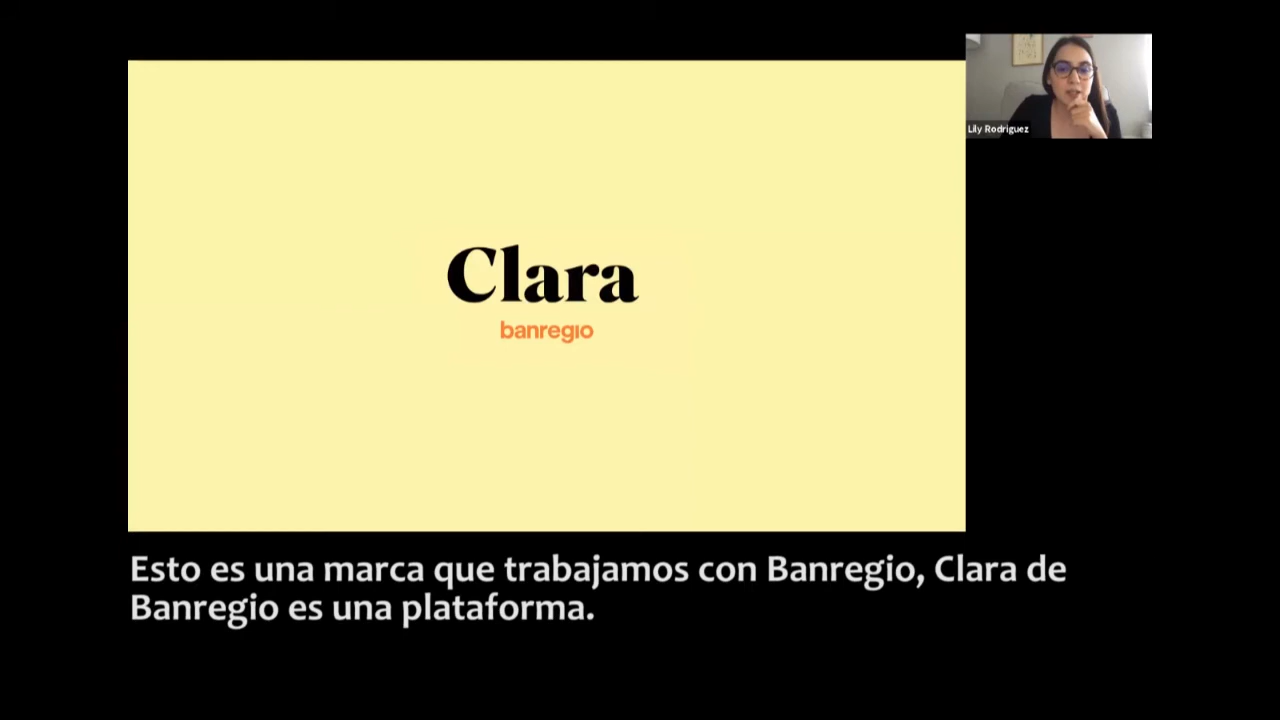 Lily Rodriguez
Clara
banregio
Esto es una marca que trabajamos con Banregio, Clara de
Banregio es una plataforma.